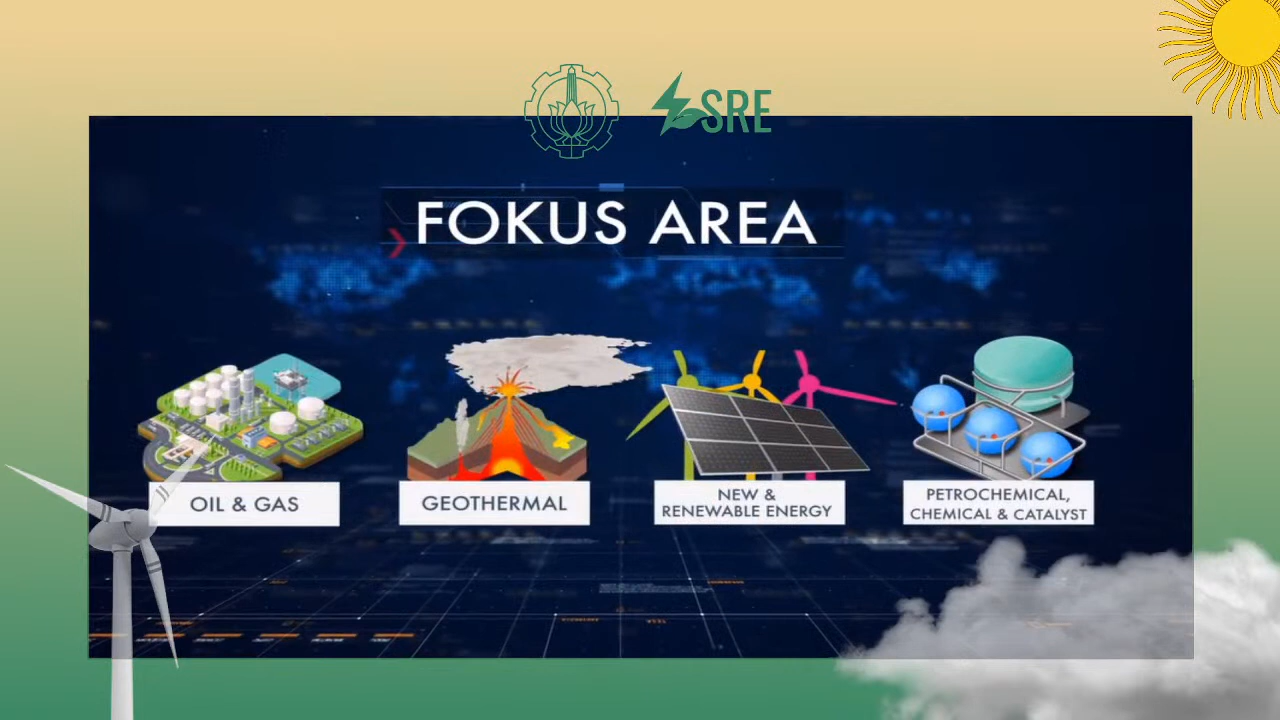 SRE
FOKUS AREA
OIL & GAS
GEOTHERMAL
NEW &
RENEWABLE ENERGY
PETROCHEMICAL,
CHEMICAL & CATALYST